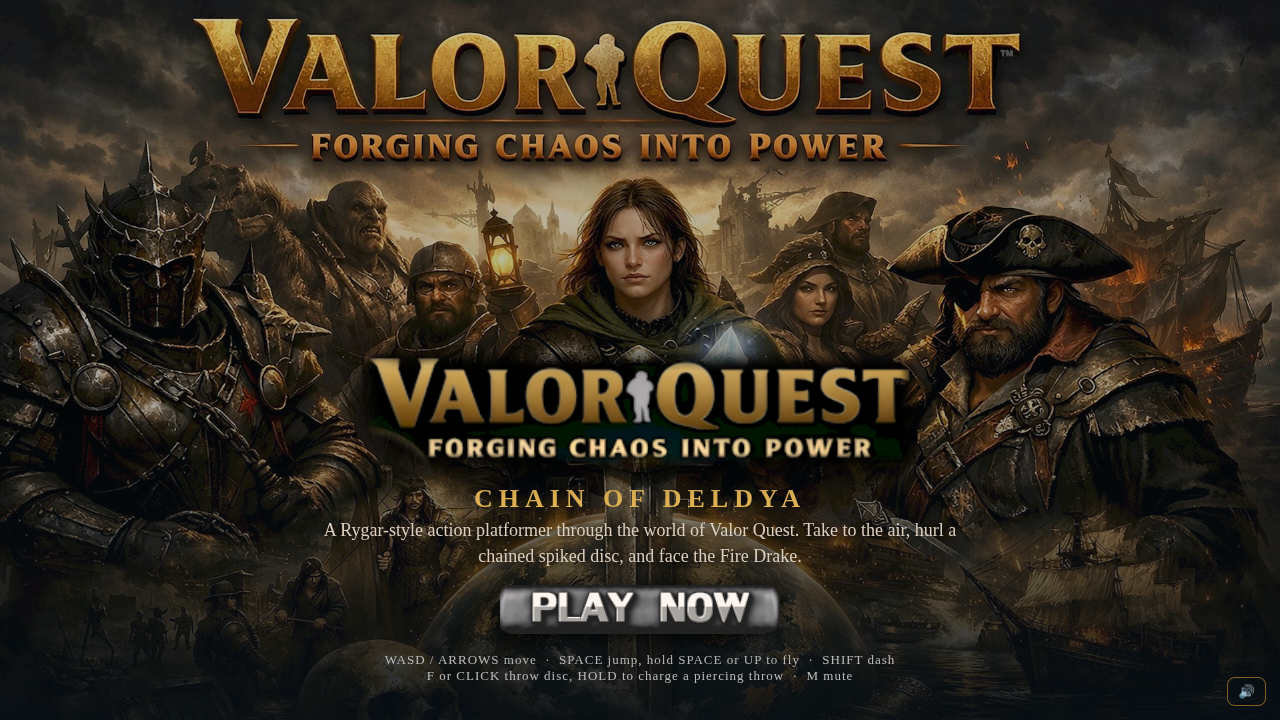 VALOR QUEST™
FORGING CHAOS INTO POWER
VALOR QUEST
FORGING CHAOS INTO POWER
CHAIN OF DELDYA
A Rygar-style action platformer through the world of Valor Quest. Take to the air, hurl a
chained spiked disc, and face the Fire Drake.
PLAY NOW
WASD / ARROWS move · SPACE jump, hold SPACE or UP to fly · SHIFT dash
F or CLICK throw disc, HOLD to charge a piercing throw · M mute